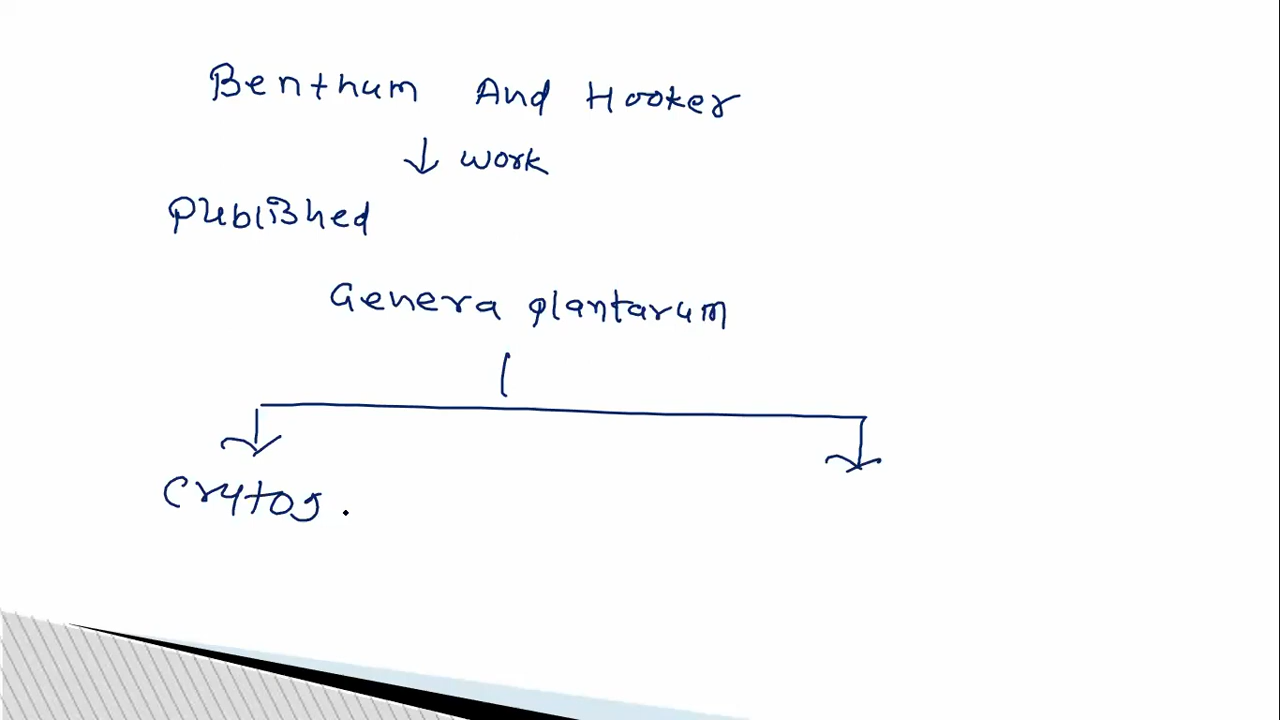 Benthum And Hooker
↓ work
Published
Genera plantarum
Crytog